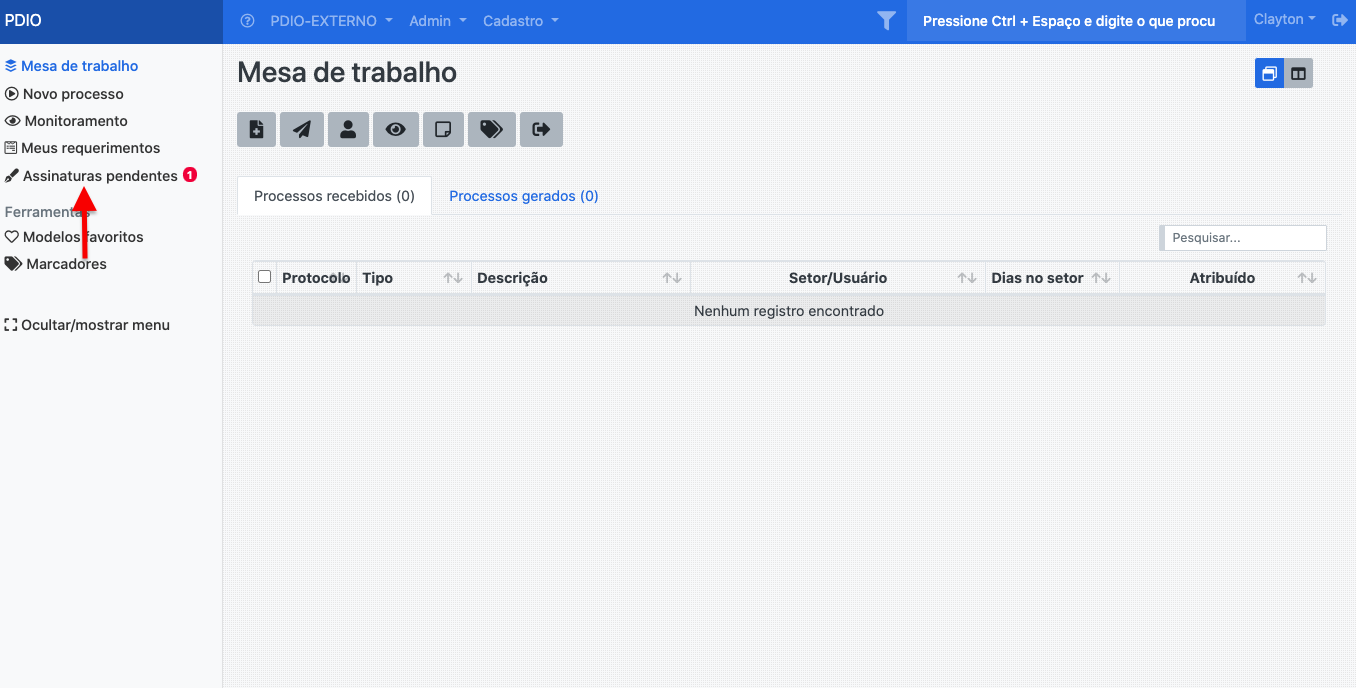 PDIO
PDIO-EXTERNO Admin Cadastro
Pressione Ctrl + Espaço e digite o que procu
Clayton
Mesa de trabalho
Novo processo
Monitoramento
Meus requerimentos
Assinaturas pendentes 1
Ferramentas
Modelos favoritos
Marcadores
Ocultar/mostrar menu
Mesa de trabalho
Processos recebidos (0) Processos gerados (0)
Pesquisar...
Protocolo Tipo Descrição Setor/Usuário Dias no setor Atribuído
Nenhum registro encontrado